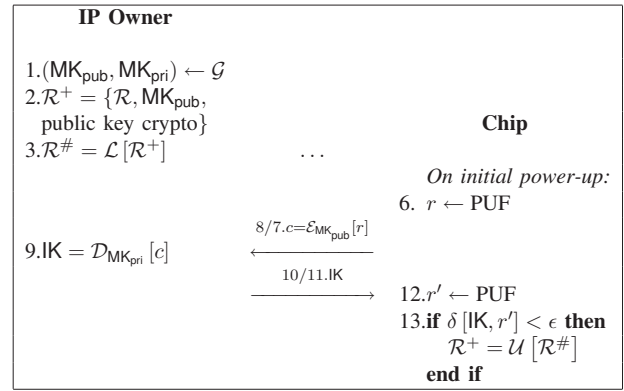 IP Owner
1.(MK_pub, MK_pri) ← 𝒢
2.ℛ⁺ = {ℛ, MK_pub,
public key crypto}
Chip
3.ℛ^# = ℒ [ℛ⁺]
...
On initial power-up:
6. r ← PUF
8/7.c=ℰ_MK_pub[r]
9.IK = 𝒟_MK_pri [c]
10/11.IK
12.r′ ← PUF
13.if δ [IK, r′] < ϵ then
ℛ⁺ = 𝒰 [ℛ^#]
end if